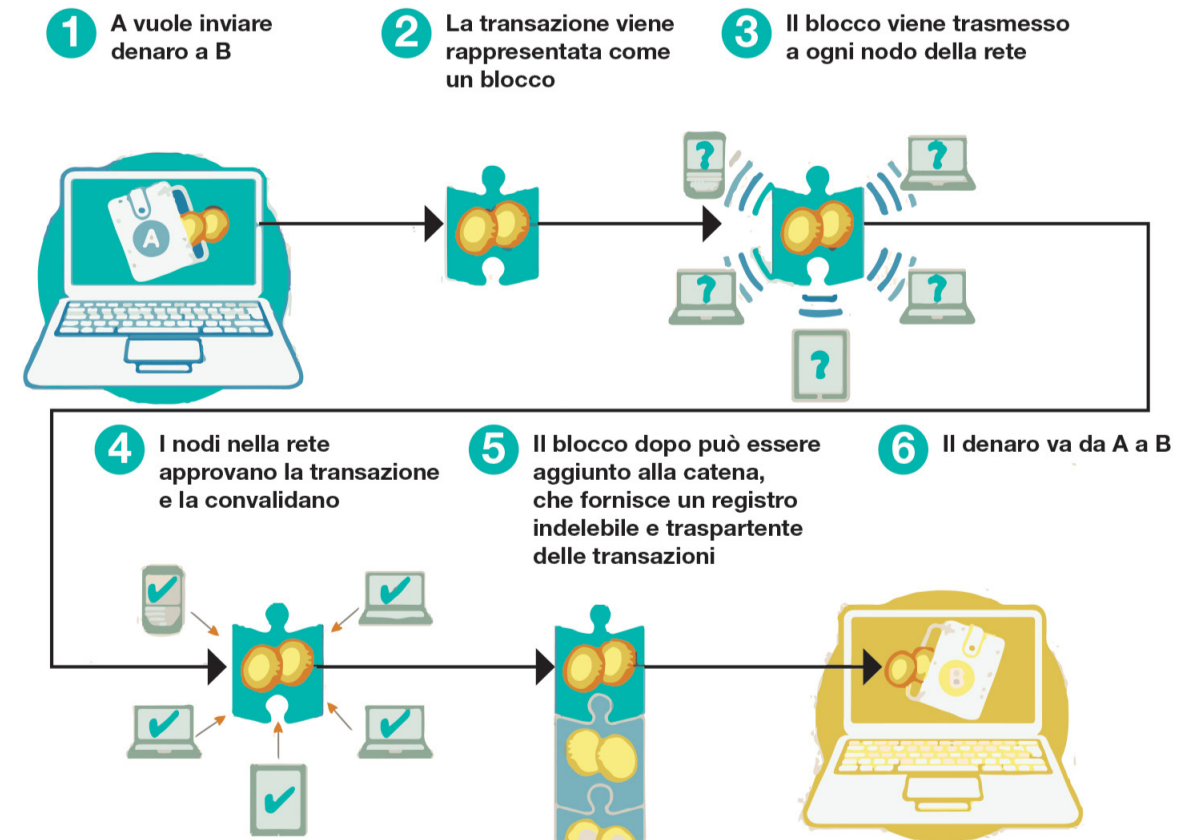 1 A vuole inviare
denaro a B
2 La transazione viene
rappresentata come
un blocco
3 Il blocco viene trasmesso
a ogni nodo della rete
A
?
?
?
?
?
4 I nodi nella rete
approvano la transazione
e la convalidano
5 Il blocco dopo può essere
aggiunto alla catena,
che fornisce un registro
indelebile e traspartente
delle transazioni
6 Il denaro va da A a B
B